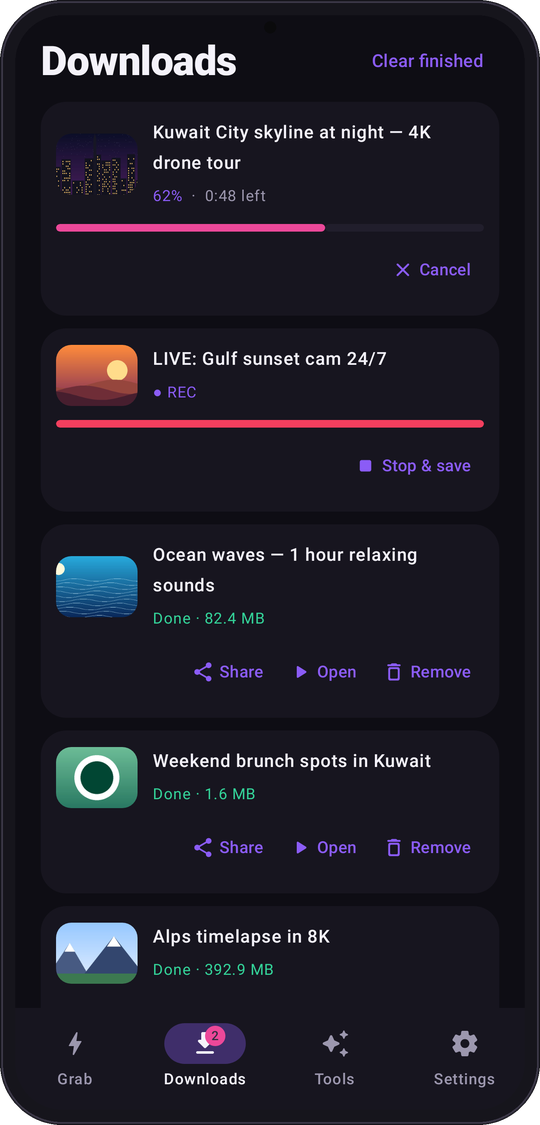 Downloads
Clear finished
Kuwait City skyline at night — 4K
drone tour
62% · 0:48 left
Cancel
LIVE: Gulf sunset cam 24/7
● REC
Stop & save
Ocean waves — 1 hour relaxing
sounds
Done · 82.4 MB
Share
Open
Remove
Weekend brunch spots in Kuwait
Done · 1.6 MB
Share
Open
Remove
Alps timelapse in 8K
Done · 392.9 MB
2
Grab
Downloads
Tools
Settings